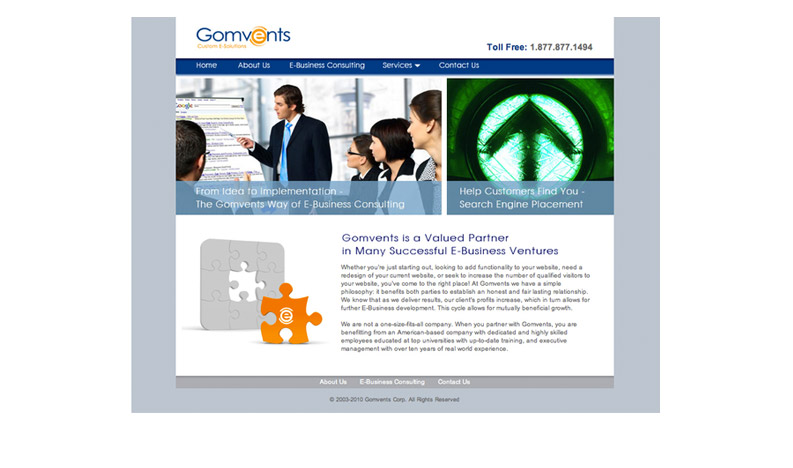 Gomvents
Custom E-Solutions
Toll Free: 1.877.877.1494
Home About Us E-Business Consulting Services Contact Us
Google
From Idea to Implementation -
The Gomvents Way of E-Business Consulting
Help Customers Find You -
Search Engine Placement
Gomvents is a Valued Partner
in Many Successful E-Business Ventures
Whether you're just starting out, looking to add functionality to your website, need a
redesign of your current website, or seek to increase the number of qualified visitors to
your website, you've come to the right place! At Gomvents we have a simple
philosophy: it benefits both parties to establish an honest and fair lasting relationship.
We know that as we deliver results, our client's profits increase, which in turn allows for
further E-Business development. This cycle allows for mutually beneficial growth.
We are not a one-size-fits-all company. When you partner with Gomvents, you are
benefitting from an American-based company with dedicated and highly skilled
employees educated at top universities with up-to-date training, and executive
management with over ten years of real world experience.
e
About Us E-Business Consulting Contact Us
© 2003-2010 Gomvents Corp. All Rights Reserved